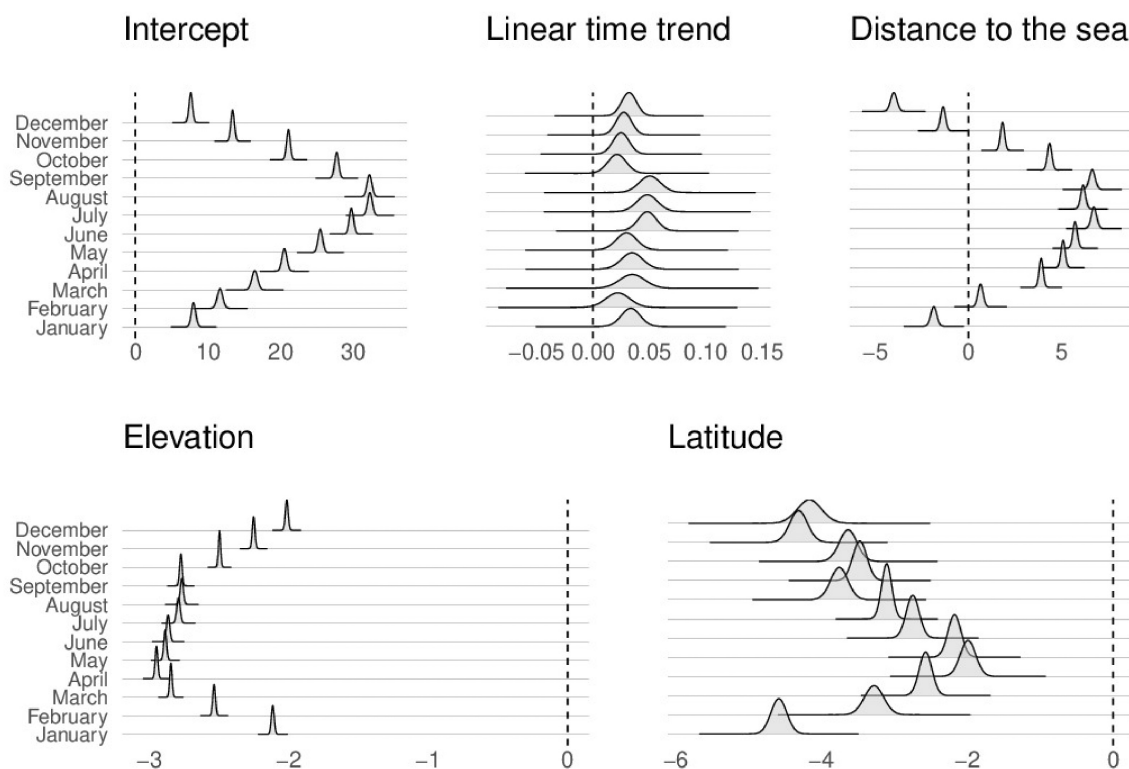 Intercept
Linear time trend
Distance to the sea
December
November
October
September
August
July
June
May
April
March
February
January
0 10 20 30
−0.05 0.00 0.05 0.10 0.15
−5 0 5
Elevation
Latitude
December
November
October
September
August
July
June
May
April
March
February
January
−3 −2 −1 0
−6 −4 −2 0